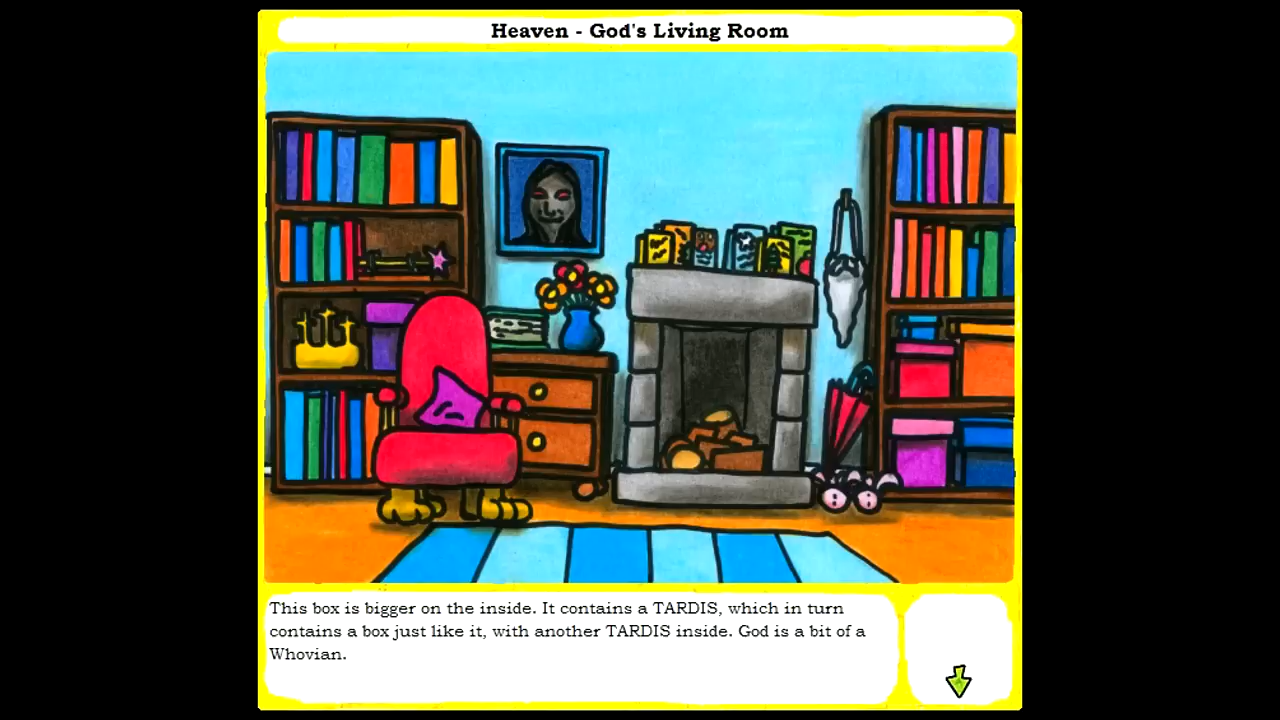 Heaven - God's Living Room
This box is bigger on the inside. It contains a TARDIS, which in turn
contains a box just like it, with another TARDIS inside. God is a bit of a
Whovian.